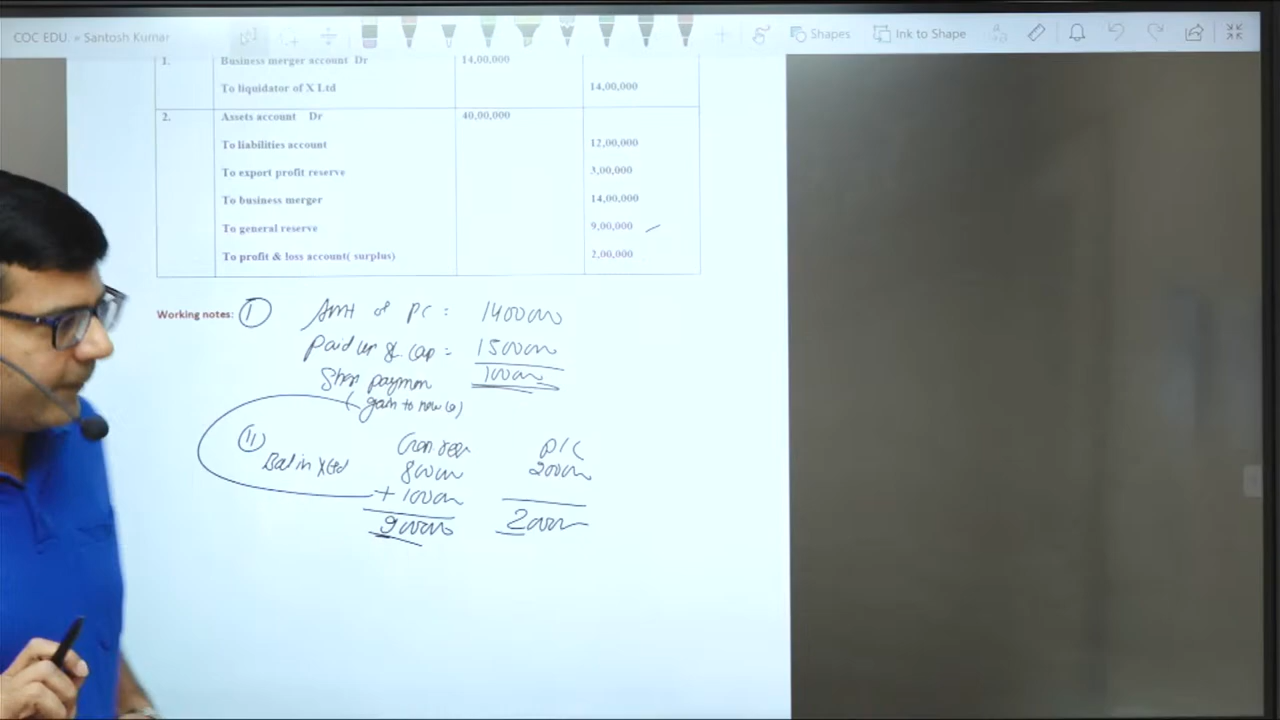 COC EDU. » Santosh Kumar Shapes Ink to Shape
1. Business merger account Dr 14,00,000
To liquidator of X Ltd 14,00,000
2. Assets account Dr 40,00,000
To liabilities account 12,00,000
To export profit reserve 3,00,000
To business merger 14,00,000
To general reserve 9,00,000
To profit & loss account( surplus) 2,00,000
Working notes: I Amt of PC = 1400000
Paid up sh. cap = 1500000
Short payment 100000
( gain to new co)
II Gen res P/L
Bal in X Ltd 800000 200000
+ 100000
900000 200000